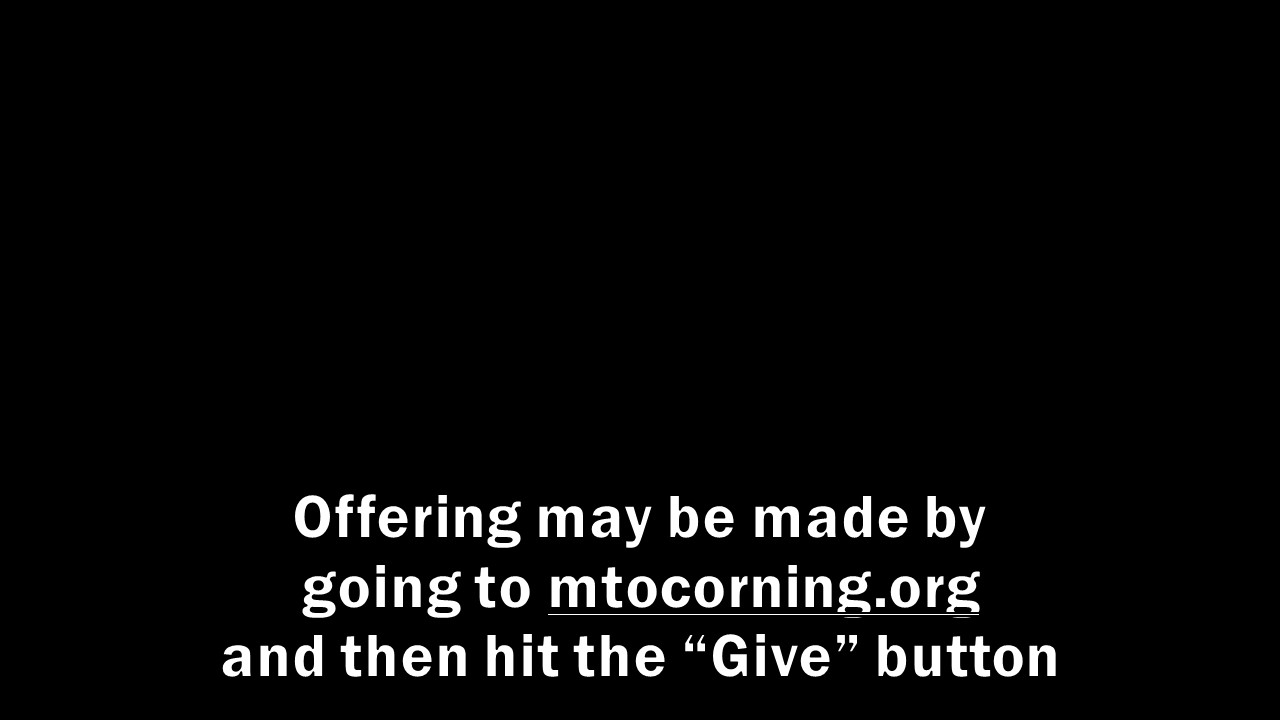 Offering may be made by
going to mtocorning.org
and then hit the “Give” button